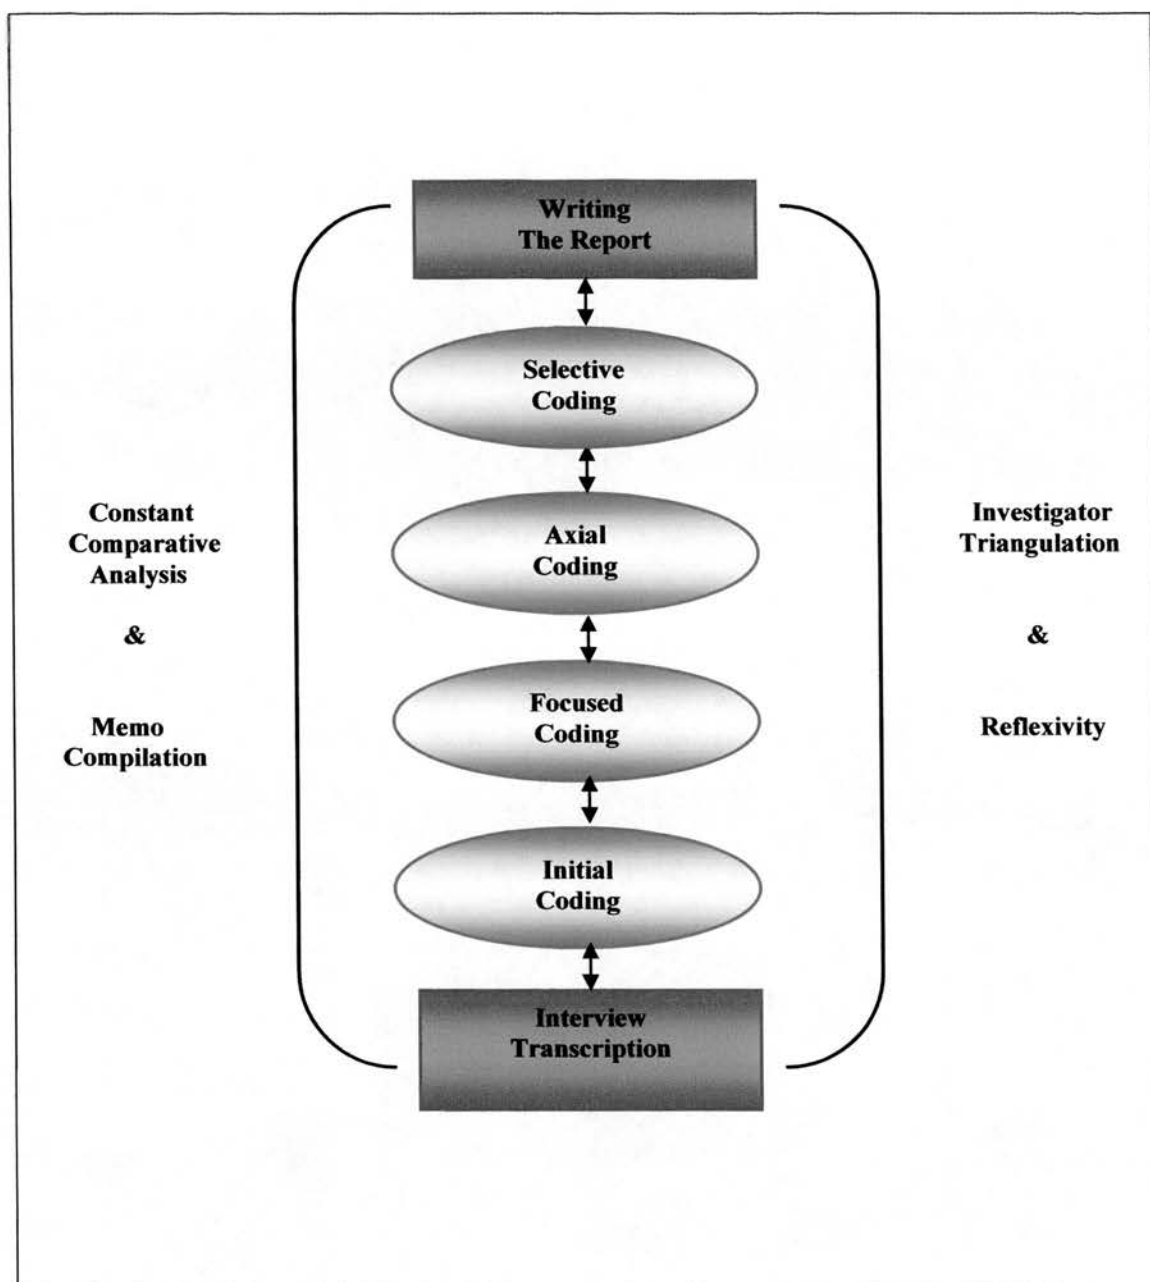 Writing
The Report
Selective
Coding
Axial
Coding
Focused
Coding
Initial
Coding
Interview
Transcription
Constant
Comparative
Analysis
&
Memo
Compilation
Investigator
Triangulation
&
Reflexivity